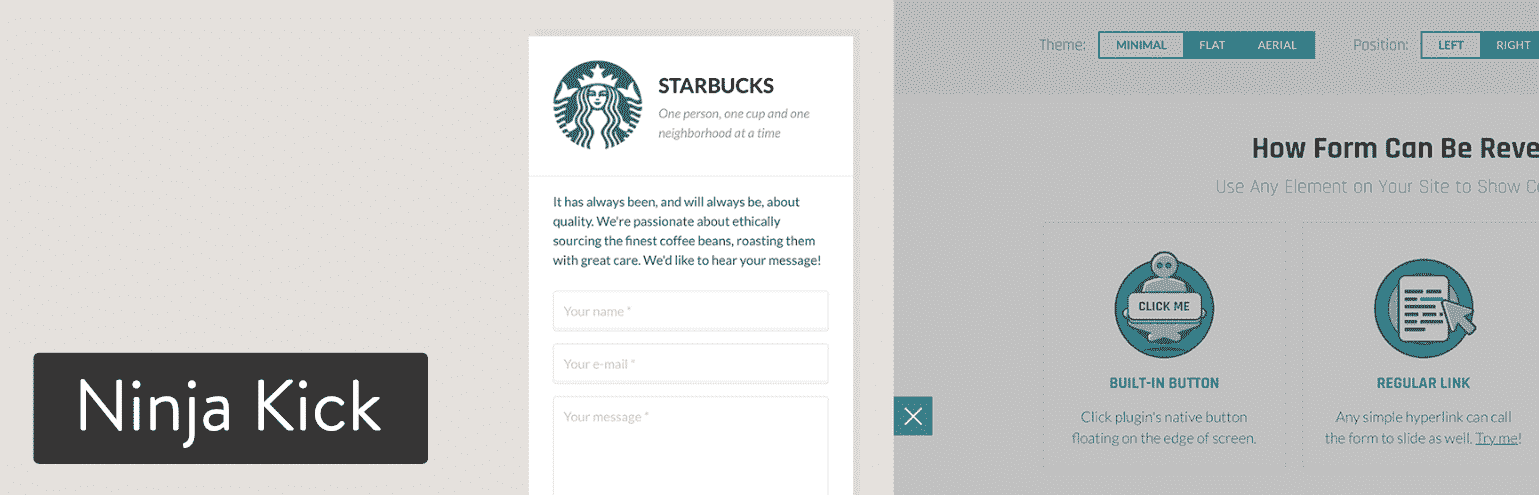 STARBUCKS
One person, one cup and one
neighborhood at a time
It has always been, and will always be, about
quality. We're passionate about ethically
sourcing the finest coffee beans, roasting them
with great care. We'd like to hear your message!
Your name *
Your e-mail *
Your message *
Ninja Kick
Theme: MINIMAL FLAT AERIAL Position: LEFT RIGHT
How Form Can Be Reve
Use Any Element on Your Site to Show C
CLICK ME
BUILT-IN BUTTON
Click plugin's native button
floating on the edge of screen.
REGULAR LINK
Any simple hyperlink can call
the form to slide as well. Try me!